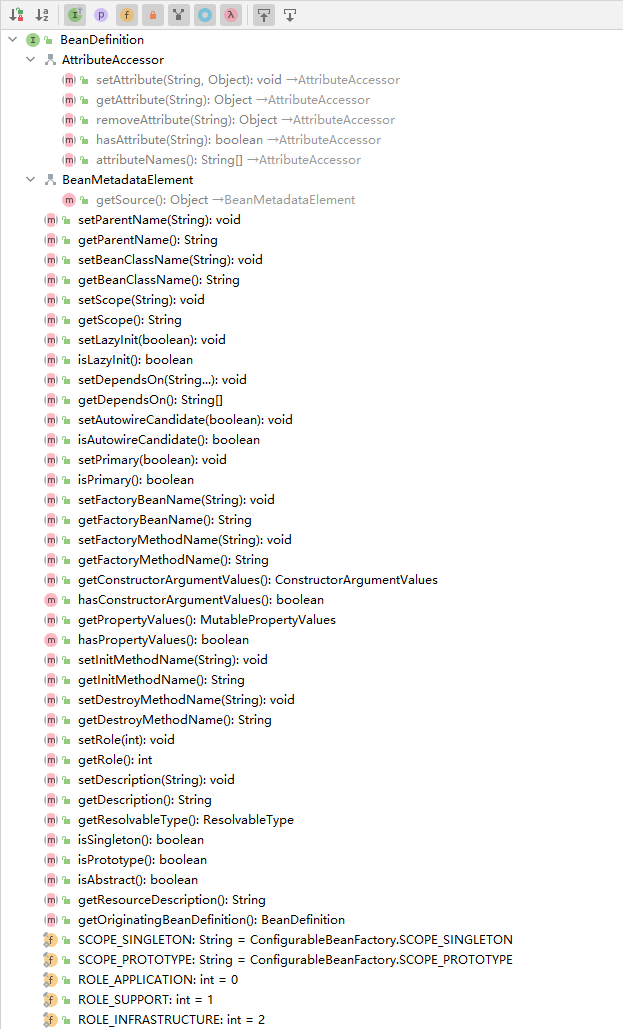 BeanDefinition
AttributeAccessor
setAttribute(String, Object): void →AttributeAccessor
getAttribute(String): Object →AttributeAccessor
removeAttribute(String): Object →AttributeAccessor
hasAttribute(String): boolean →AttributeAccessor
attributeNames(): String[] →AttributeAccessor
BeanMetadataElement
getSource(): Object →BeanMetadataElement
setParentName(String): void
getParentName(): String
setBeanClassName(String): void
getBeanClassName(): String
setScope(String): void
getScope(): String
setLazyInit(boolean): void
isLazyInit(): boolean
setDependsOn(String...): void
getDependsOn(): String[]
setAutowireCandidate(boolean): void
isAutowireCandidate(): boolean
setPrimary(boolean): void
isPrimary(): boolean
setFactoryBeanName(String): void
getFactoryBeanName(): String
setFactoryMethodName(String): void
getFactoryMethodName(): String
getConstructorArgumentValues(): ConstructorArgumentValues
hasConstructorArgumentValues(): boolean
getPropertyValues(): MutablePropertyValues
hasPropertyValues(): boolean
setInitMethodName(String): void
getInitMethodName(): String
setDestroyMethodName(String): void
getDestroyMethodName(): String
setRole(int): void
getRole(): int
setDescription(String): void
getDescription(): String
getResolvableType(): ResolvableType
isSingleton(): boolean
isPrototype(): boolean
isAbstract(): boolean
getResourceDescription(): String
getOriginatingBeanDefinition(): BeanDefinition
SCOPE_SINGLETON: String = ConfigurableBeanFactory.SCOPE_SINGLETON
SCOPE_PROTOTYPE: String = ConfigurableBeanFactory.SCOPE_PROTOTYPE
ROLE_APPLICATION: int = 0
ROLE_SUPPORT: int = 1
ROLE_INFRASTRUCTURE: int = 2